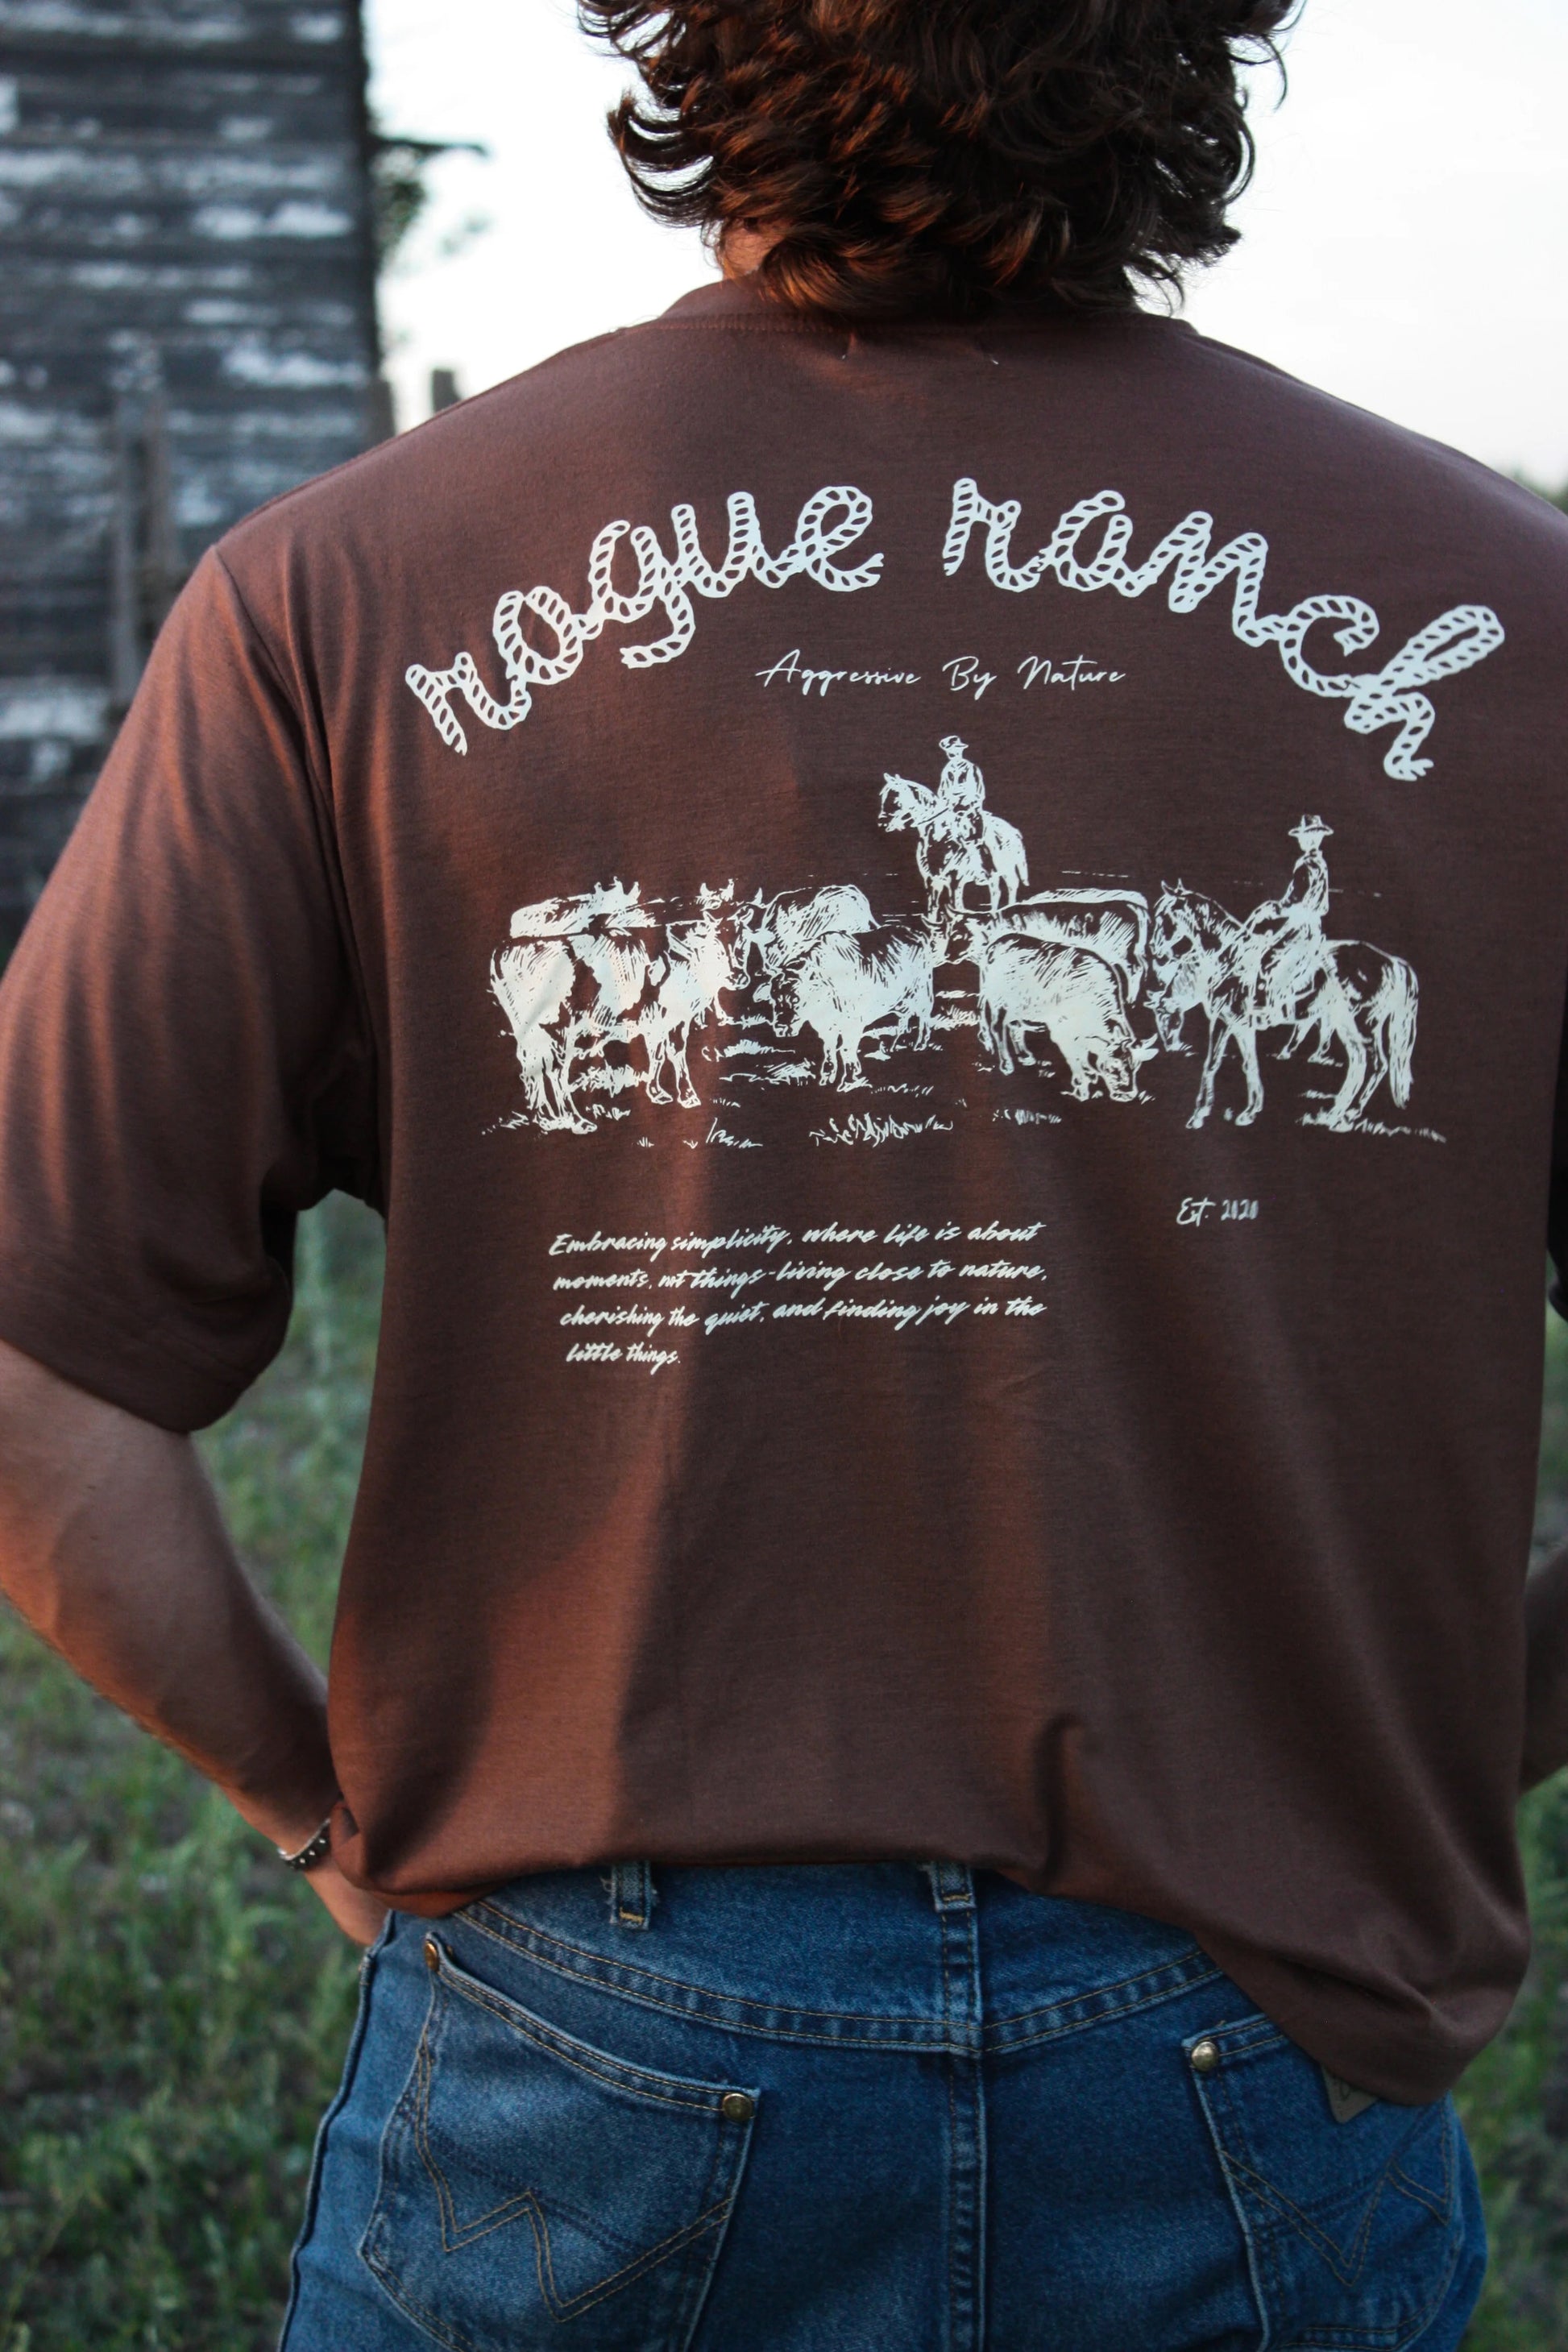 rogue ranch
Aggressive By Nature
Est. 2020
Embracing simplicity, where life is about
moments, not things-living close to nature,
cherishing the quiet, and finding joy in the
little things.